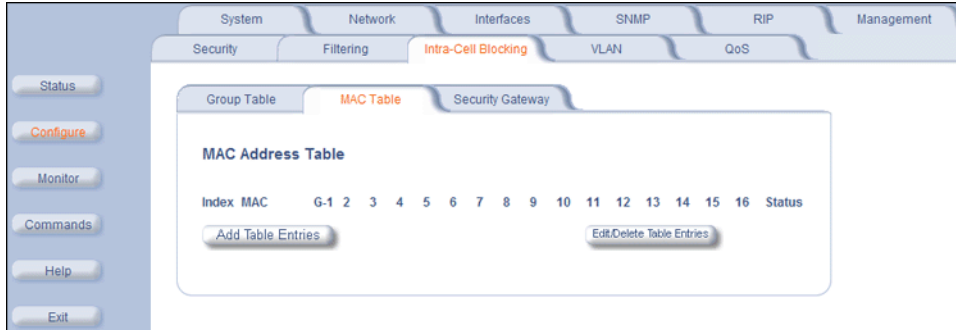 System Network Interfaces SNMP RIP Management
Security Filtering Intra-Cell Blocking VLAN QoS
Status
Configure
Monitor
Commands
Help
Exit
Group Table MAC Table Security Gateway
MAC Address Table
Index MAC G-1 2 3 4 5 6 7 8 9 10 11 12 13 14 15 16 Status
Add Table Entries Edit/Delete Table Entries